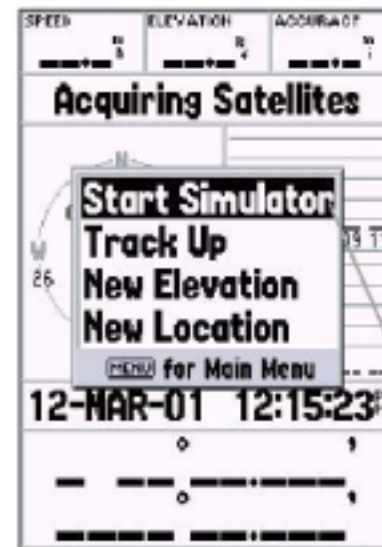 SPEED ELEVATION ACCURACY
Acquiring Satellites
N
W
26
Start Simulator
Track Up
New Elevation
New Location
MENU for Main Menu
12-MAR-01 12:15:23